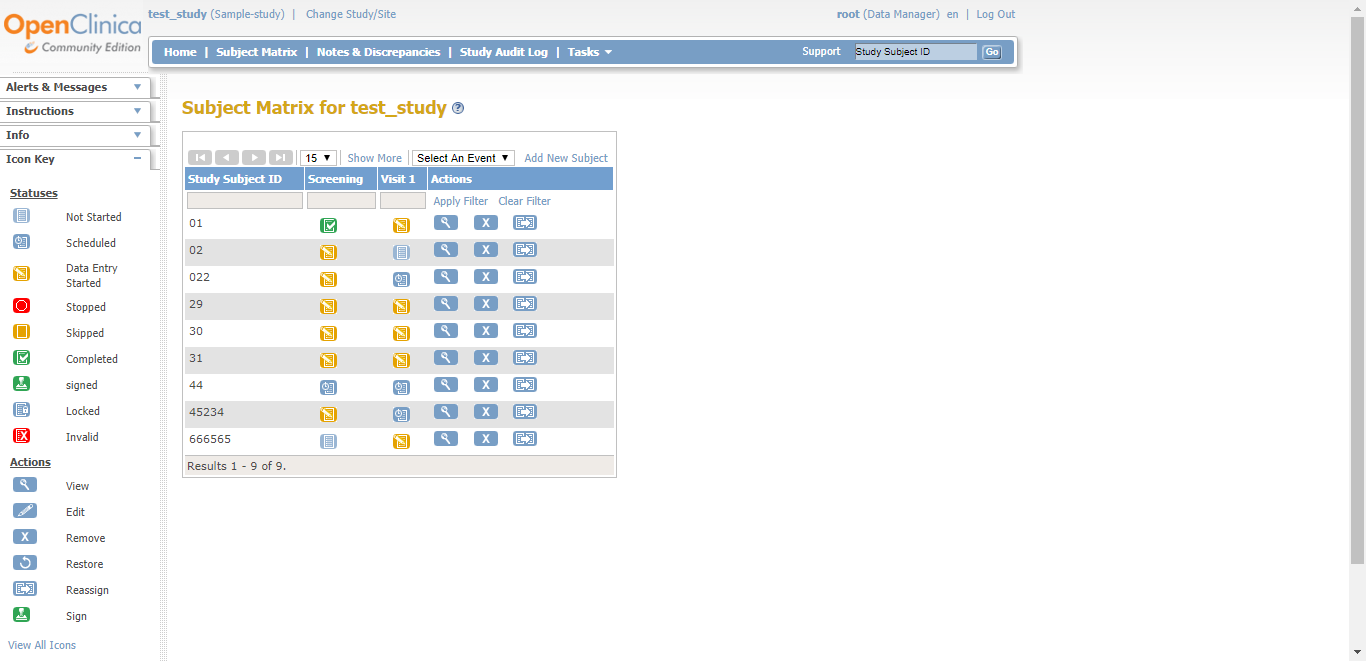 OpenClinica
Community Edition
test_study (Sample-study) | Change Study/Site
root (Data Manager) en | Log Out
Home | Subject Matrix | Notes & Discrepancies | Study Audit Log | Tasks
Support Study Subject ID Go
Alerts & Messages
Instructions
Info
Icon Key
Statuses
Not Started
Scheduled
Data Entry
Started
Stopped
Skipped
Completed
signed
Locked
Invalid
Actions
View
Edit
Remove
Restore
Reassign
Sign
View All Icons
Subject Matrix for test_study ?
15 | Show More | Select An Event Add New Subject
Study Subject ID Screening Visit 1 Actions
Apply Filter Clear Filter
01 X
02 X
022 X
29 X
30 X
31 X
44 X
45234 X
666565 X
Results 1 - 9 of 9.